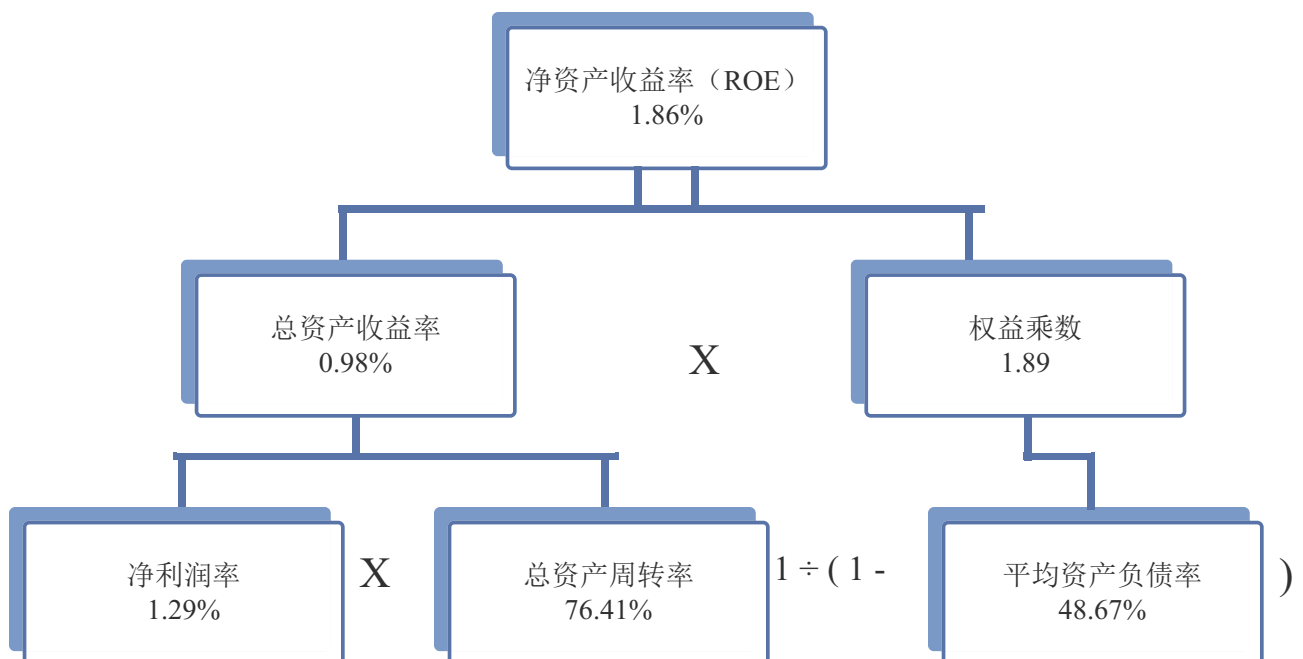 净资产收益率（ROE）
1.86%
总资产收益率
0.98%
X
权益乘数
1.89
净利润率
1.29%
X
总资产周转率
76.41%
1 ÷ ( 1 -
平均资产负债率
48.67%
)